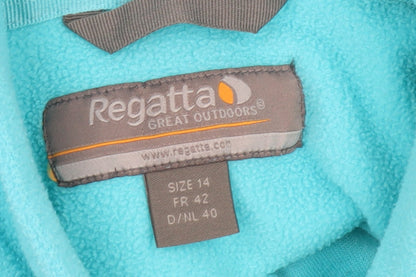 Regatta
GREAT OUTDOORS©
www.regatta.com
SIZE 14
FR 42
D/NL 40